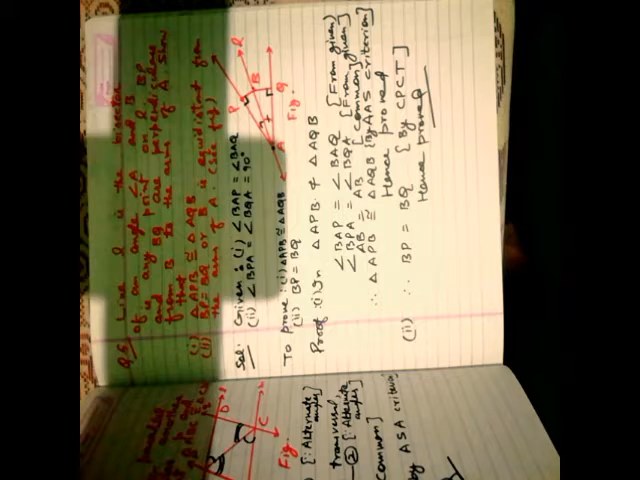 Q.5 Line l is the bisector
of an angle ∠A and B
is any point on l. BP
and BQ are perpendiculars
from B to the arms of A show
that
(i) △APB ≅ △AQB
(ii) BP = BQ or B is equidistant from
the arms of A. (see fig.)
P
l
B
A
Q
Fig.
Sol: Given: (i) ∠BAP = ∠BAQ
(ii) ∠BPA = ∠BQA = 90°
To prove: (i) △APB ≅ △AQB
(ii) BP = BQ
Proof: (i) In △APB & △AQB
∠BAP = ∠BAQ [From given)
∠BPA = ∠BQA [From given]
AB = AB [common]
∴ △APB ≅ △AQB [By AAS criterion]
Hence proved
(ii) ∴ BP = BQ [By CPCT]
Hence proved
D
C
Fig.
[∵ Alternate
angles]
transversal,
② [∵ Alternate
angles]
common]
by ASA criteria